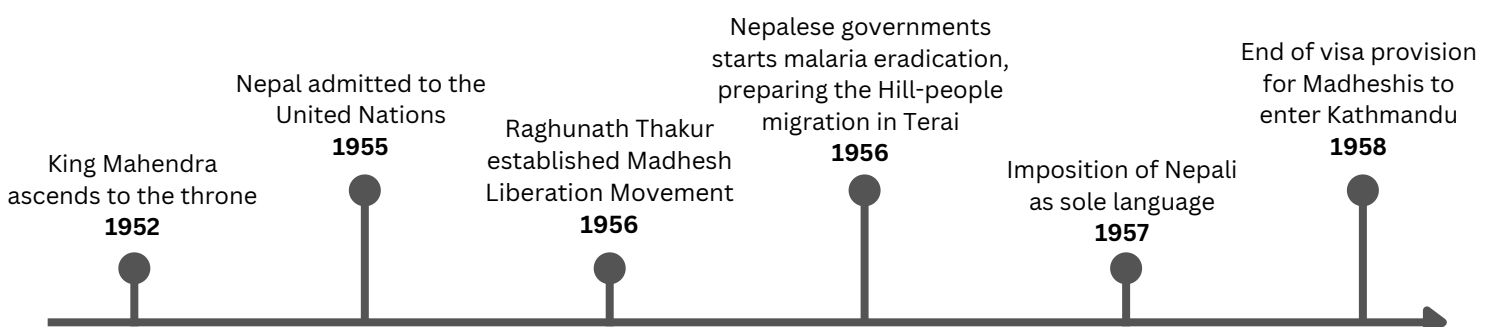 King Mahendra
ascends to the throne
1952
Nepal admitted to the
United Nations
1955
Raghunath Thakur
established Madhesh
Liberation Movement
1956
Nepalese governments
starts malaria eradication,
preparing the Hill-people
migration in Terai
1956
Imposition of Nepali
as sole language
1957
End of visa provision
for Madheshis to
enter Kathmandu
1958